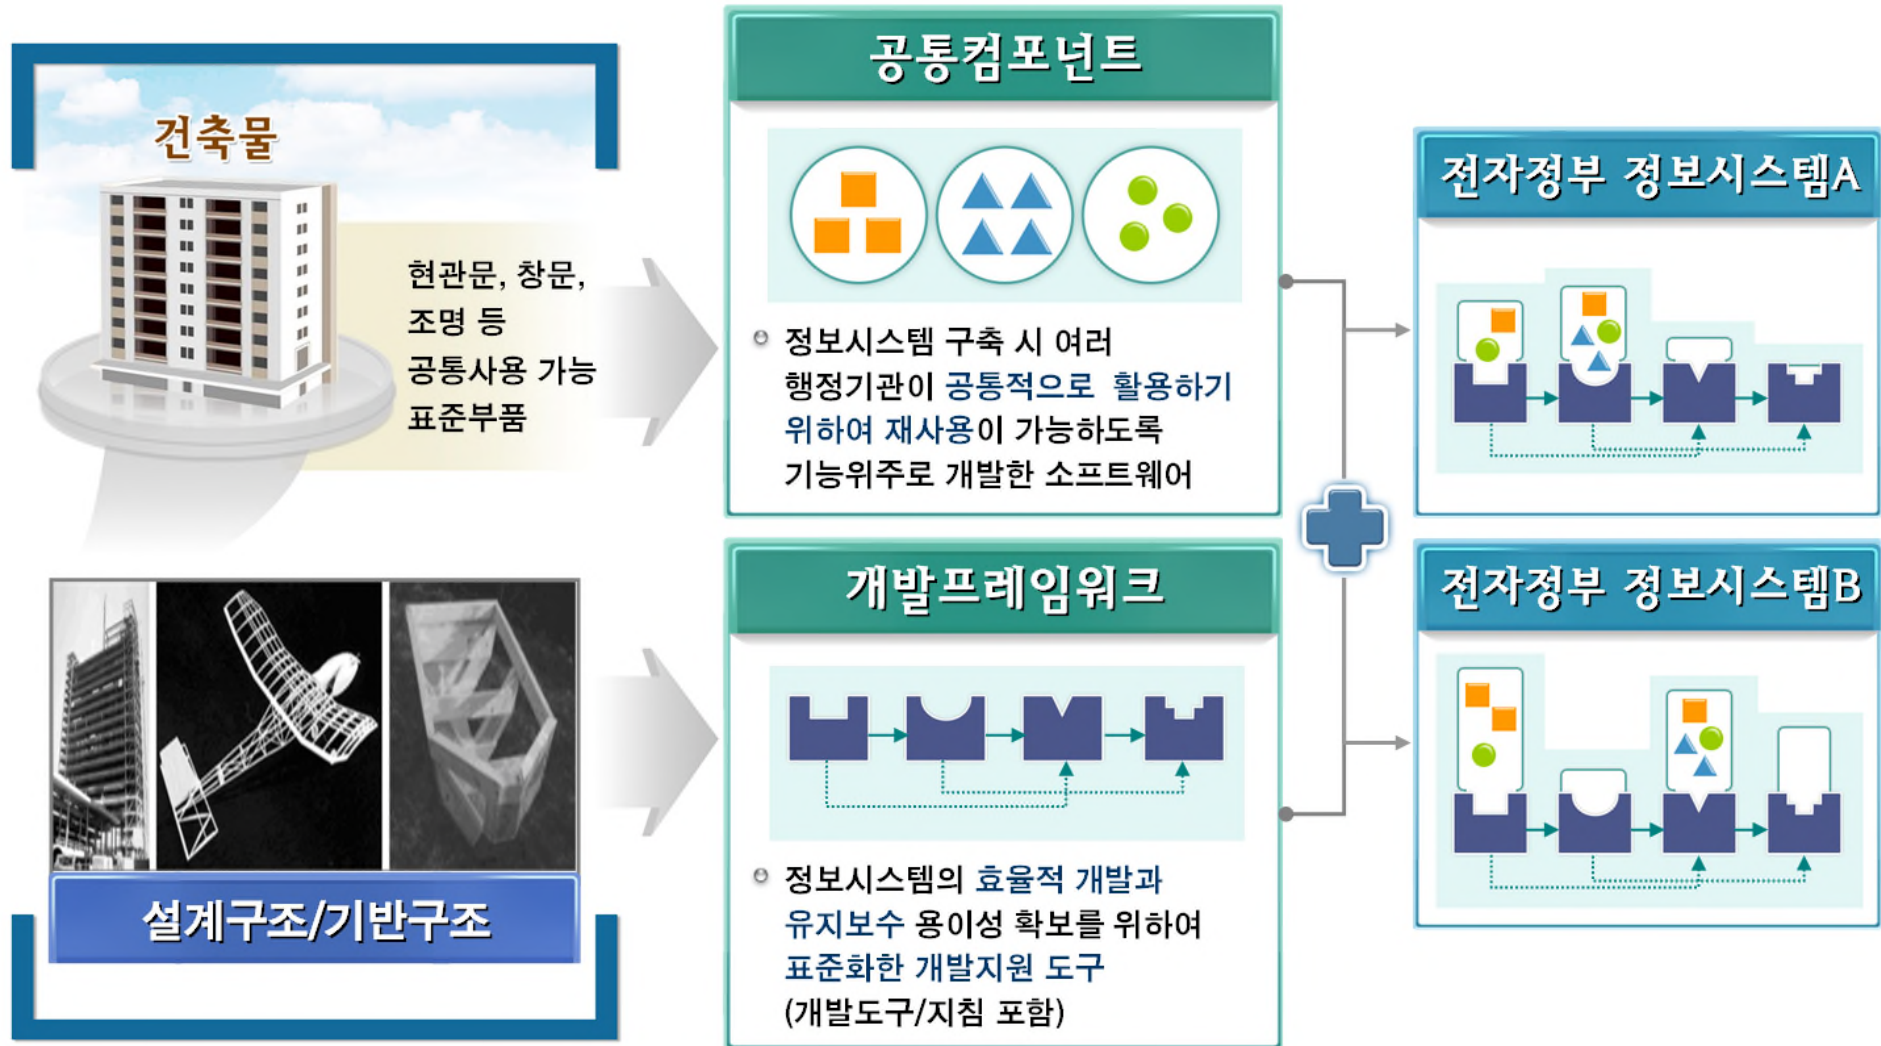 건축물
현관문, 창문,
조명 등
공통사용 가능
표준부품
설계구조/기반구조
공통컴포넌트
정보시스템 구축 시 여러
행정기관이 공통적으로 활용하기
위하여 재사용이 가능하도록
기능위주로 개발한 소프트웨어
개발프레임워크
정보시스템의 효율적 개발과
유지보수 용이성 확보를 위하여
표준화한 개발지원 도구
(개발도구/지침 포함)
전자정부 정보시스템A
전자정부 정보시스템B